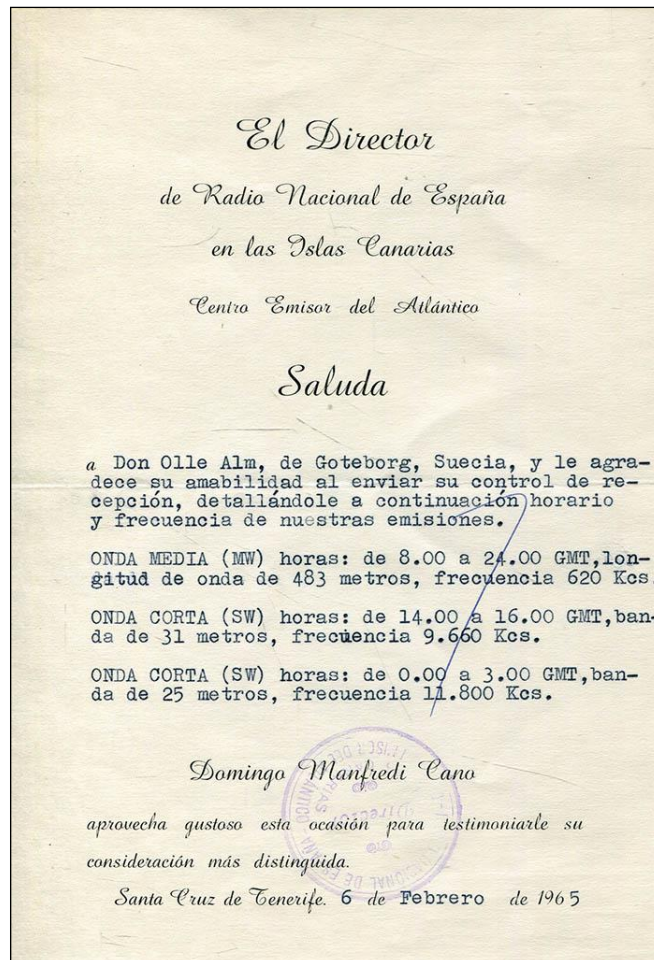 El Director
de Radio Nacional de España
en las Islas Canarias
Centro Emisor del Atlántico
Saluda
a Don Olle Alm, de Goteborg, Suecia, y le agra-
dece su amabilidad al enviar su control de re-
cepción, detallándole a continuación horario
y frecuencia de nuestras emisiones.
ONDA MEDIA (MW) horas: de 8.00 a 24.00 GMT,lon-
gitud de onda de 483 metros, frecuencia 620 Kcs.
ONDA CORTA (SW) horas: de 14.00 a 16.00 GMT,ban-
da de 31 metros, frecuencia 9.660 Kcs.
ONDA CORTA (SW) horas: de 0.00 a 3.00 GMT,ban-
da de 25 metros, frecuencia 11.800 Kcs.
Domingo Manfredi Cano
Director
aprovecha gustoso esta ocasión para testimoniarle su
consideración más distinguida.
Santa Cruz de Tenerife. 6 de Febrero de 1965